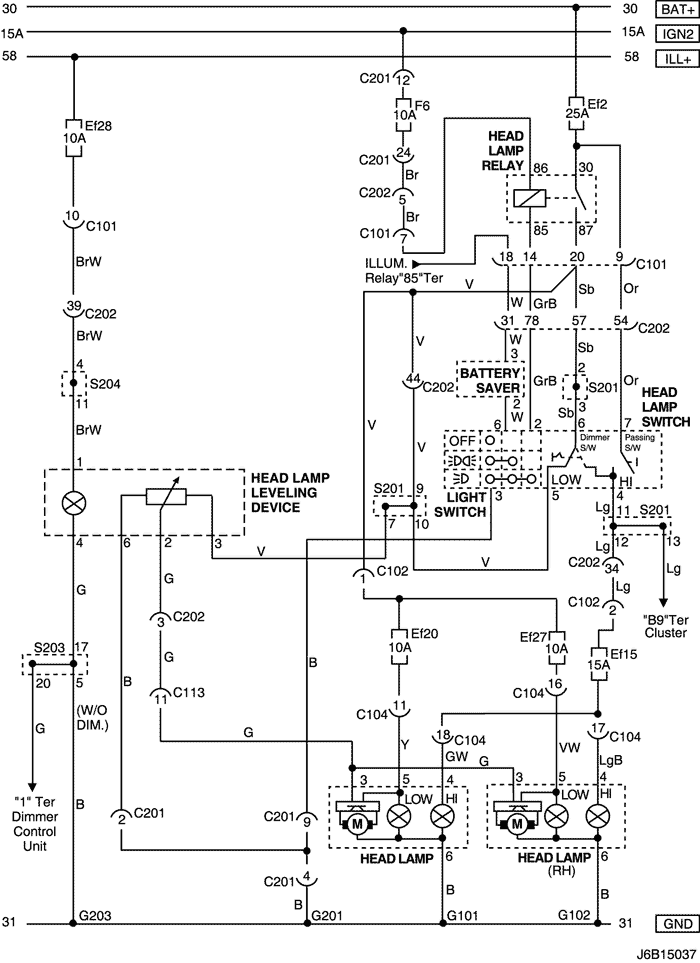 30 30 BAT+
15A 15A IGN2
58 58 ILL+
C201 12
Ef28
10A
F6
10A
Ef2
25A
HEAD
LAMP
RELAY
C201 24
Br
86 30
C202 5
Br
10 C101
C101 7
85 87
BrW
ILLUM.
Relay"85"Ter
18 14 20 9 C101
V
W GrB Sb Or
39 C202
31 78 57 54 C202
BrW
V
W
3
Sb
4
S204
11
44 C202
BATTERY
SAVER
GrB
2
S201
3
Or
HEAD
LAMP
SWITCH
2
W
Sb
BrW
V V
6 2 6 7
OFF
Dimmer
S/W
Passing
S/W
1
HEAD LAMP
LEVELING
DEVICE
S201 9
7 10
LIGHT
SWITCH
3
LOW
5
HI
4
Lg 11 S201
4 6 2 3
V
V
Lg 12 13
C202 34
Lg
G G
C102
1
Lg
C102 2
"B9"Ter
Cluster
C202
3
Ef20
10A
Ef27
10A
Ef15
15A
S203 17
20 5
G
B
B
(W/O
DIM.)
C113
11
16
C104
11
C104
G
G
18 C104
17 C104
Y
GW
G
VW
LgB
"1" Ter
Dimmer
Control
Unit
B
C201
2
C201 9
3 5 4
LOW HI
M
3 5 4
LOW HI
M
HEAD LAMP
6
HEAD LAMP
(RH)
6
C201 4
B B B
31 G203 G201 G101 G102 31 GND
J6B15037